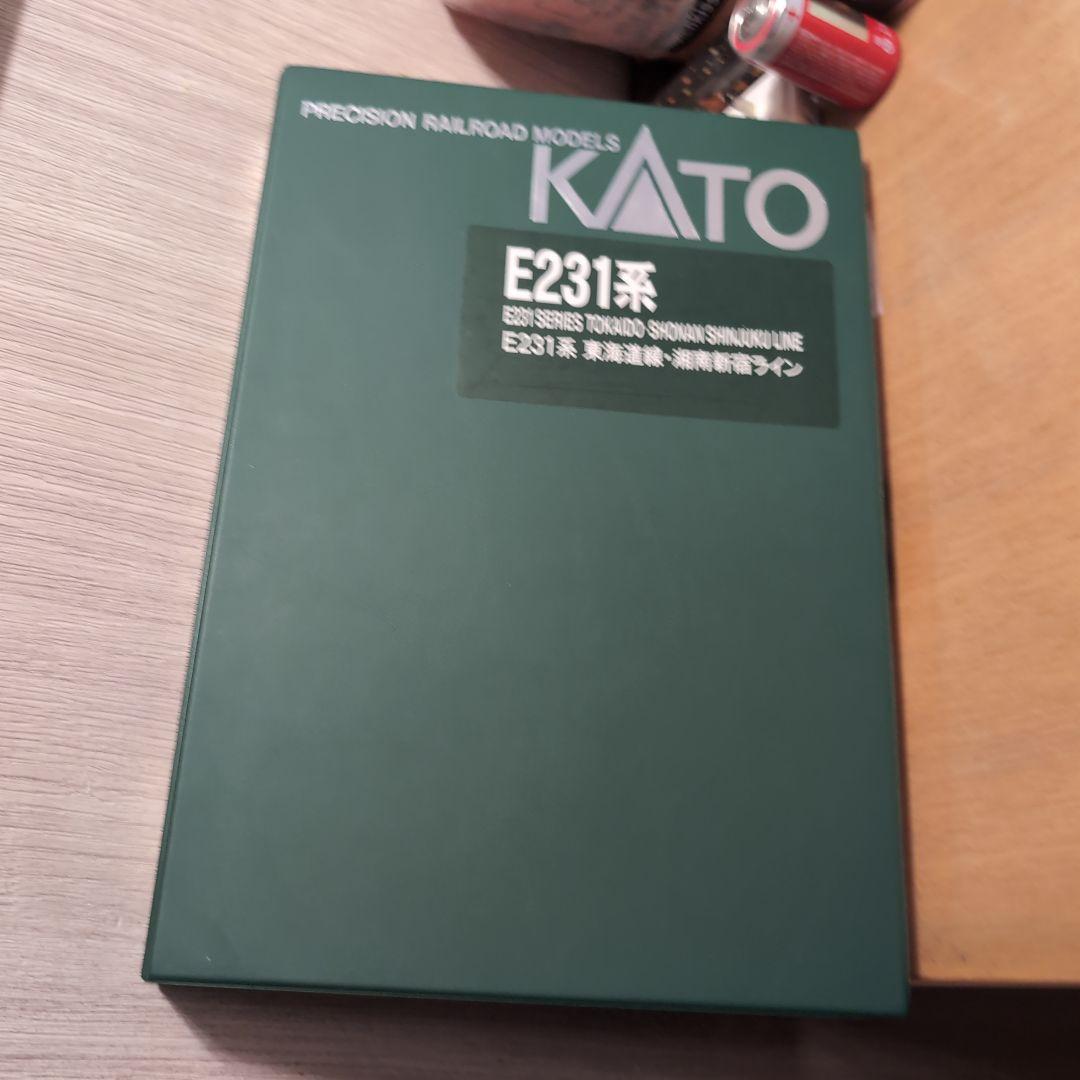 PRECISION RAILROAD MODELS
KATO
E231系
E231 SERIES TOKAIDO · SHONAN SHINJUKU LINE
E231系 東海道線・湘南新宿ライン